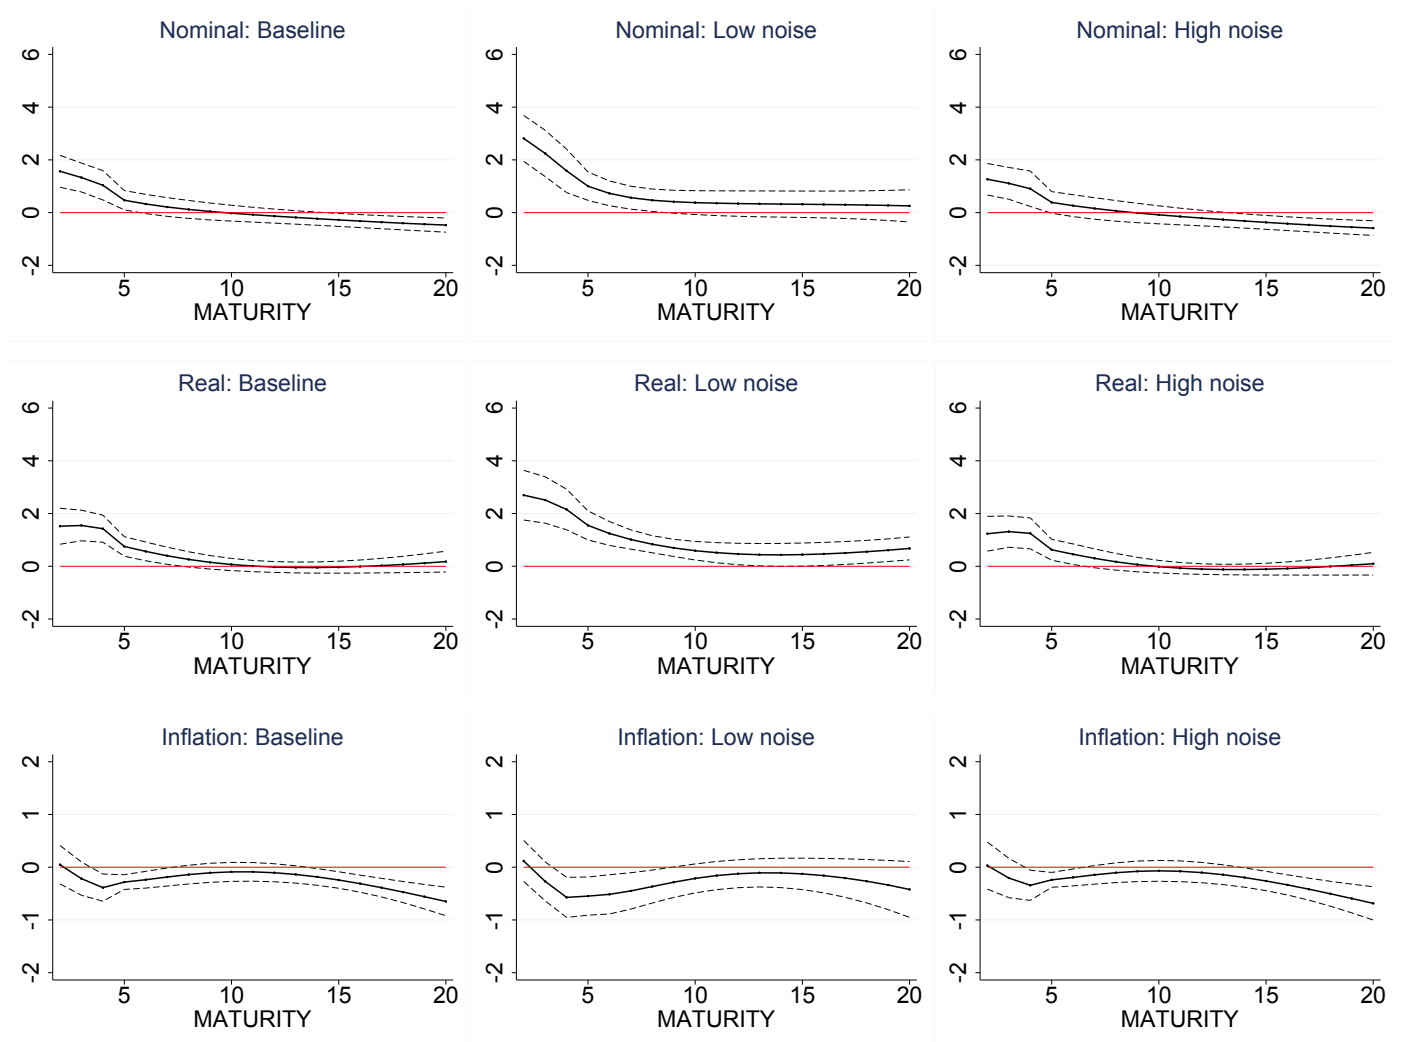 Nominal: Baseline
6
4
2
0
-2
5 10 15 20
MATURITY
Nominal: Low noise
6
4
2
0
-2
5 10 15 20
MATURITY
Nominal: High noise
6
4
2
0
-2
5 10 15 20
MATURITY
Real: Baseline
6
4
2
0
-2
5 10 15 20
MATURITY
Real: Low noise
6
4
2
0
-2
5 10 15 20
MATURITY
Real: High noise
6
4
2
0
-2
5 10 15 20
MATURITY
Inflation: Baseline
2
1
0
-1
-2
5 10 15 20
MATURITY
Inflation: Low noise
2
1
0
-1
-2
5 10 15 20
MATURITY
Inflation: High noise
2
1
0
-1
-2
5 10 15 20
MATURITY